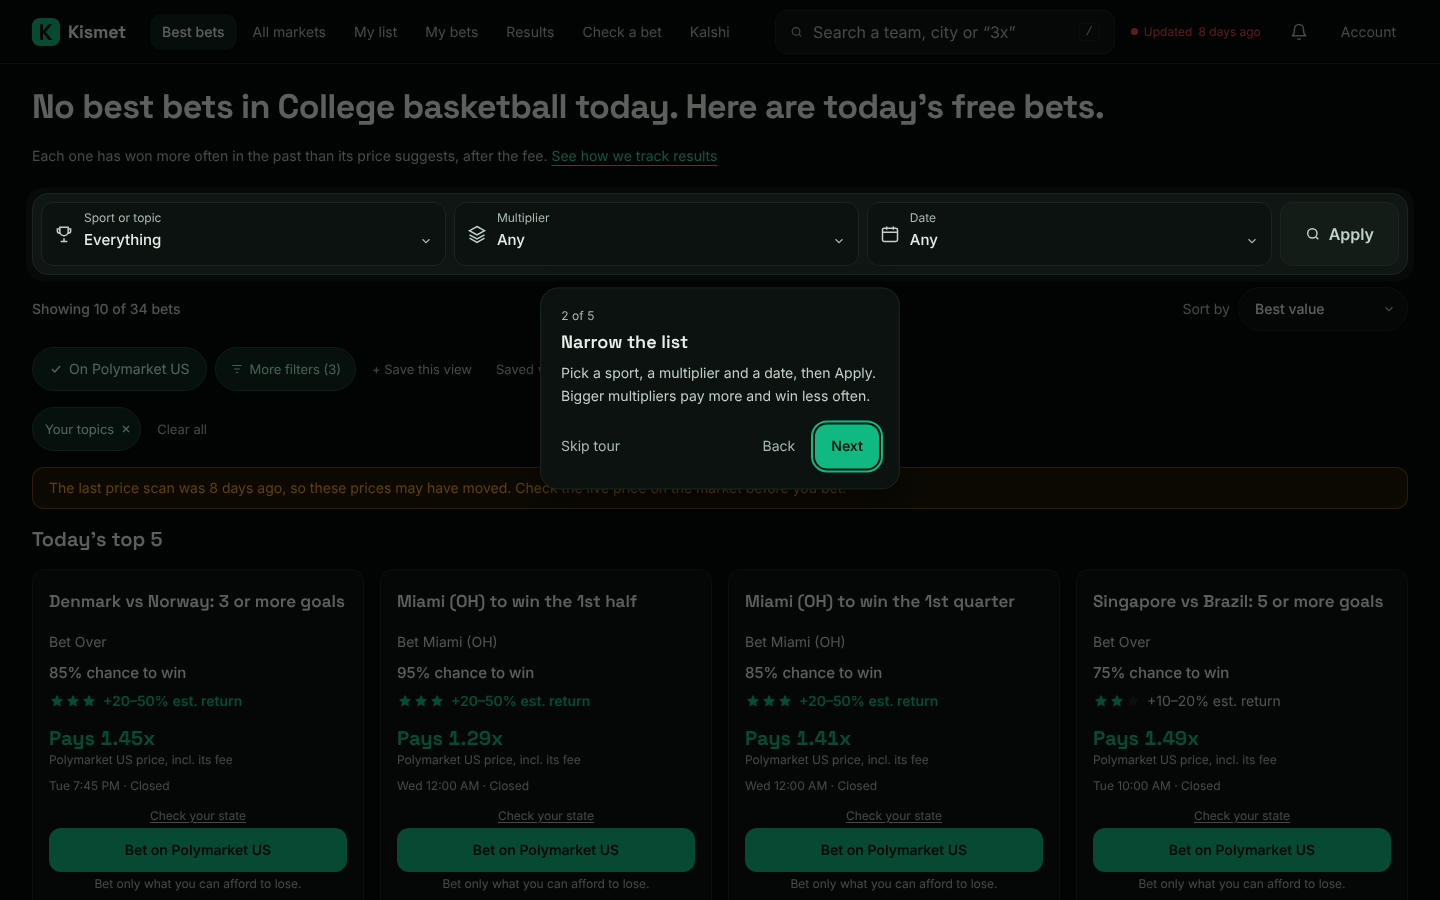 Kismet
Best bets
All markets
My list
My bets
Results
Check a bet
Kalshi
Search a team, city or “3x”
/
Updated 8 days ago
Account
No best bets in College basketball today. Here are today’s free bets.
Each one has won more often in the past than its price suggests, after the fee. See how we track results
Sport or topic
Everything
Multiplier
Any
Date
Any
Apply
Showing 10 of 34 bets
Sort by
Best value
On Polymarket US
More filters (3)
+ Save this view
Saved
Your topics ×
Clear all
2 of 5
Narrow the list
Pick a sport, a multiplier and a date, then Apply.
Bigger multipliers pay more and win less often.
Skip tour
Back
Next
The last price scan was 8 days ago, so these prices may have moved. Check the live price on the market before you bet.
Today’s top 5
Denmark vs Norway: 3 or more goals
Bet Over
85% chance to win
+20–50% est. return
Pays 1.45x
Polymarket US price, incl. its fee
Tue 7:45 PM · Closed
Check your state
Bet on Polymarket US
Bet only what you can afford to lose.
Miami (OH) to win the 1st half
Bet Miami (OH)
95% chance to win
+20–50% est. return
Pays 1.29x
Polymarket US price, incl. its fee
Wed 12:00 AM · Closed
Check your state
Bet on Polymarket US
Bet only what you can afford to lose.
Miami (OH) to win the 1st quarter
Bet Miami (OH)
85% chance to win
+20–50% est. return
Pays 1.41x
Polymarket US price, incl. its fee
Wed 12:00 AM · Closed
Check your state
Bet on Polymarket US
Bet only what you can afford to lose.
Singapore vs Brazil: 5 or more goals
Bet Over
75% chance to win
+10–20% est. return
Pays 1.49x
Polymarket US price, incl. its fee
Tue 10:00 AM · Closed
Check your state
Bet on Polymarket US
Bet only what you can afford to lose.